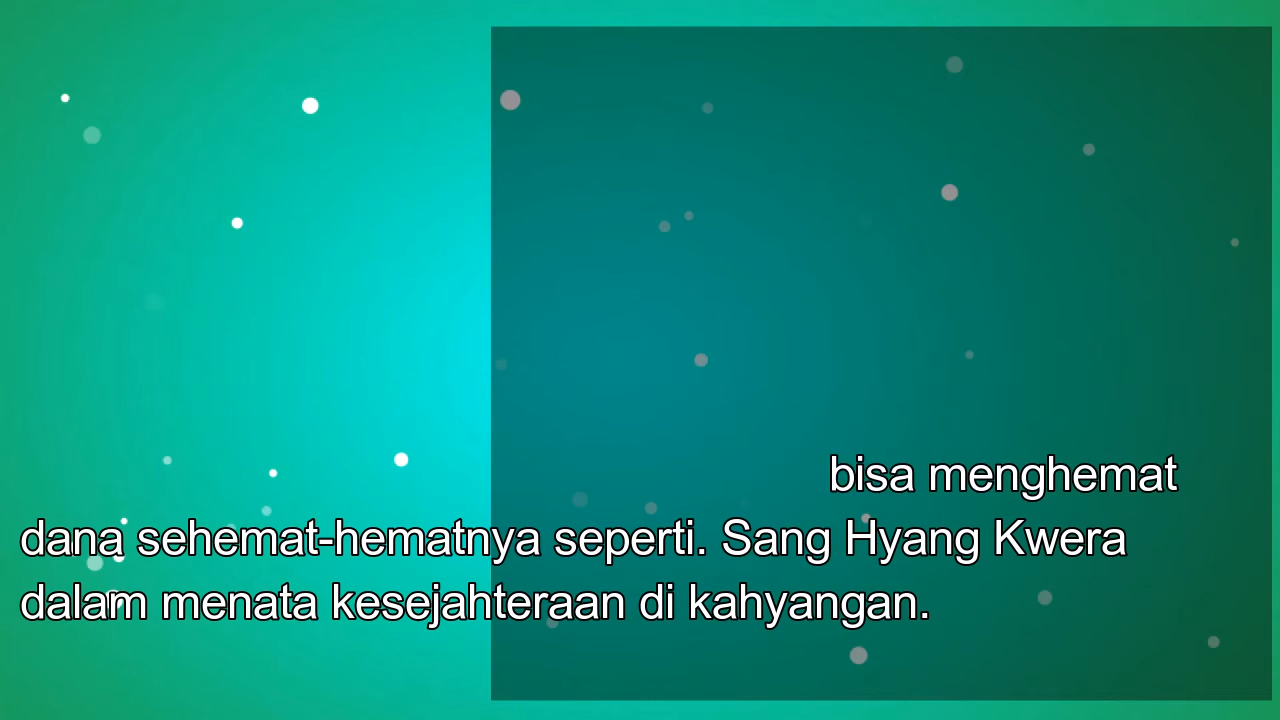 bisa menghemat
dana sehemat-hematnya seperti. Sang Hyang Kwera
dalam menata kesejahteraan di kahyangan.